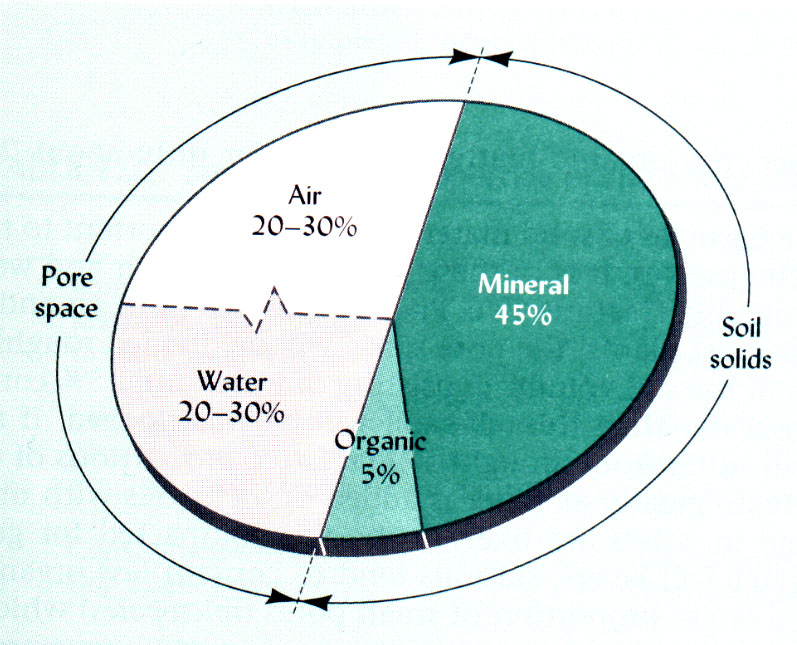 Air
20–30%
Pore
space
Mineral
45%
Soil
solids
Water
20–30%
Organic
5%